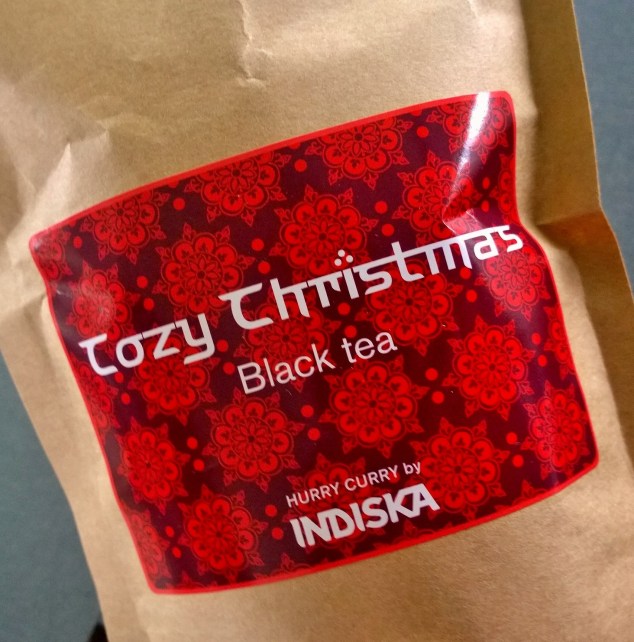 Cozy Christmas
Black tea
HURRY CURRY by
INDISKA